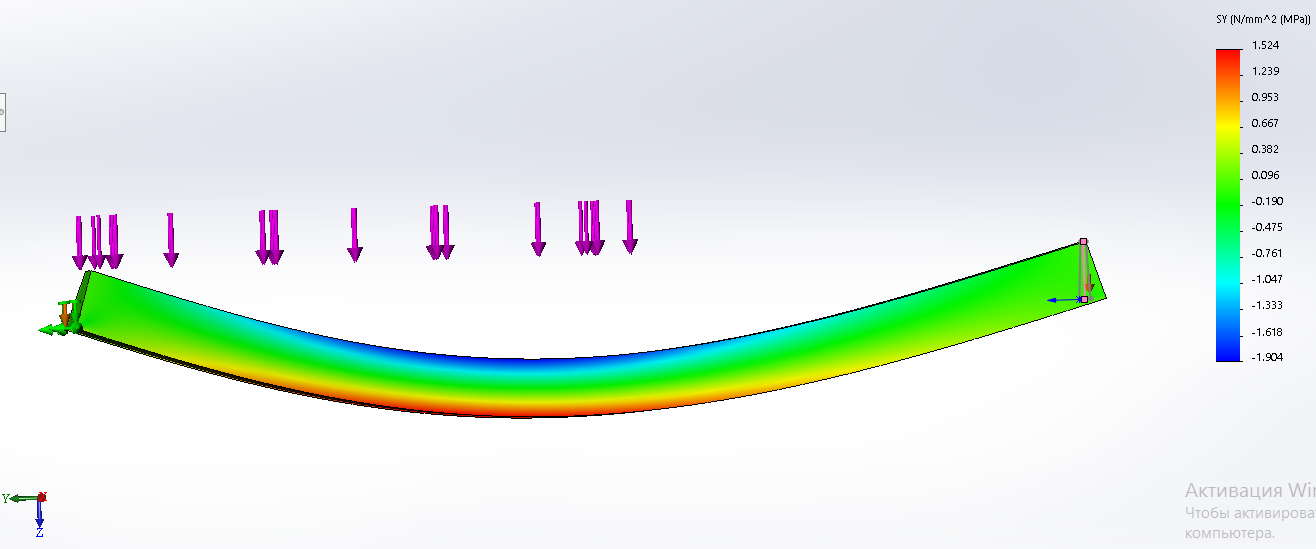 SY (N/mm^2 (MPa))
1.524
1.239
0.953
0.667
0.382
0.096
-0.190
-0.475
-0.761
-1.047
-1.333
-1.618
-1.904
Y
Z
Активация Wi
Чтобы активирова
компьютера.